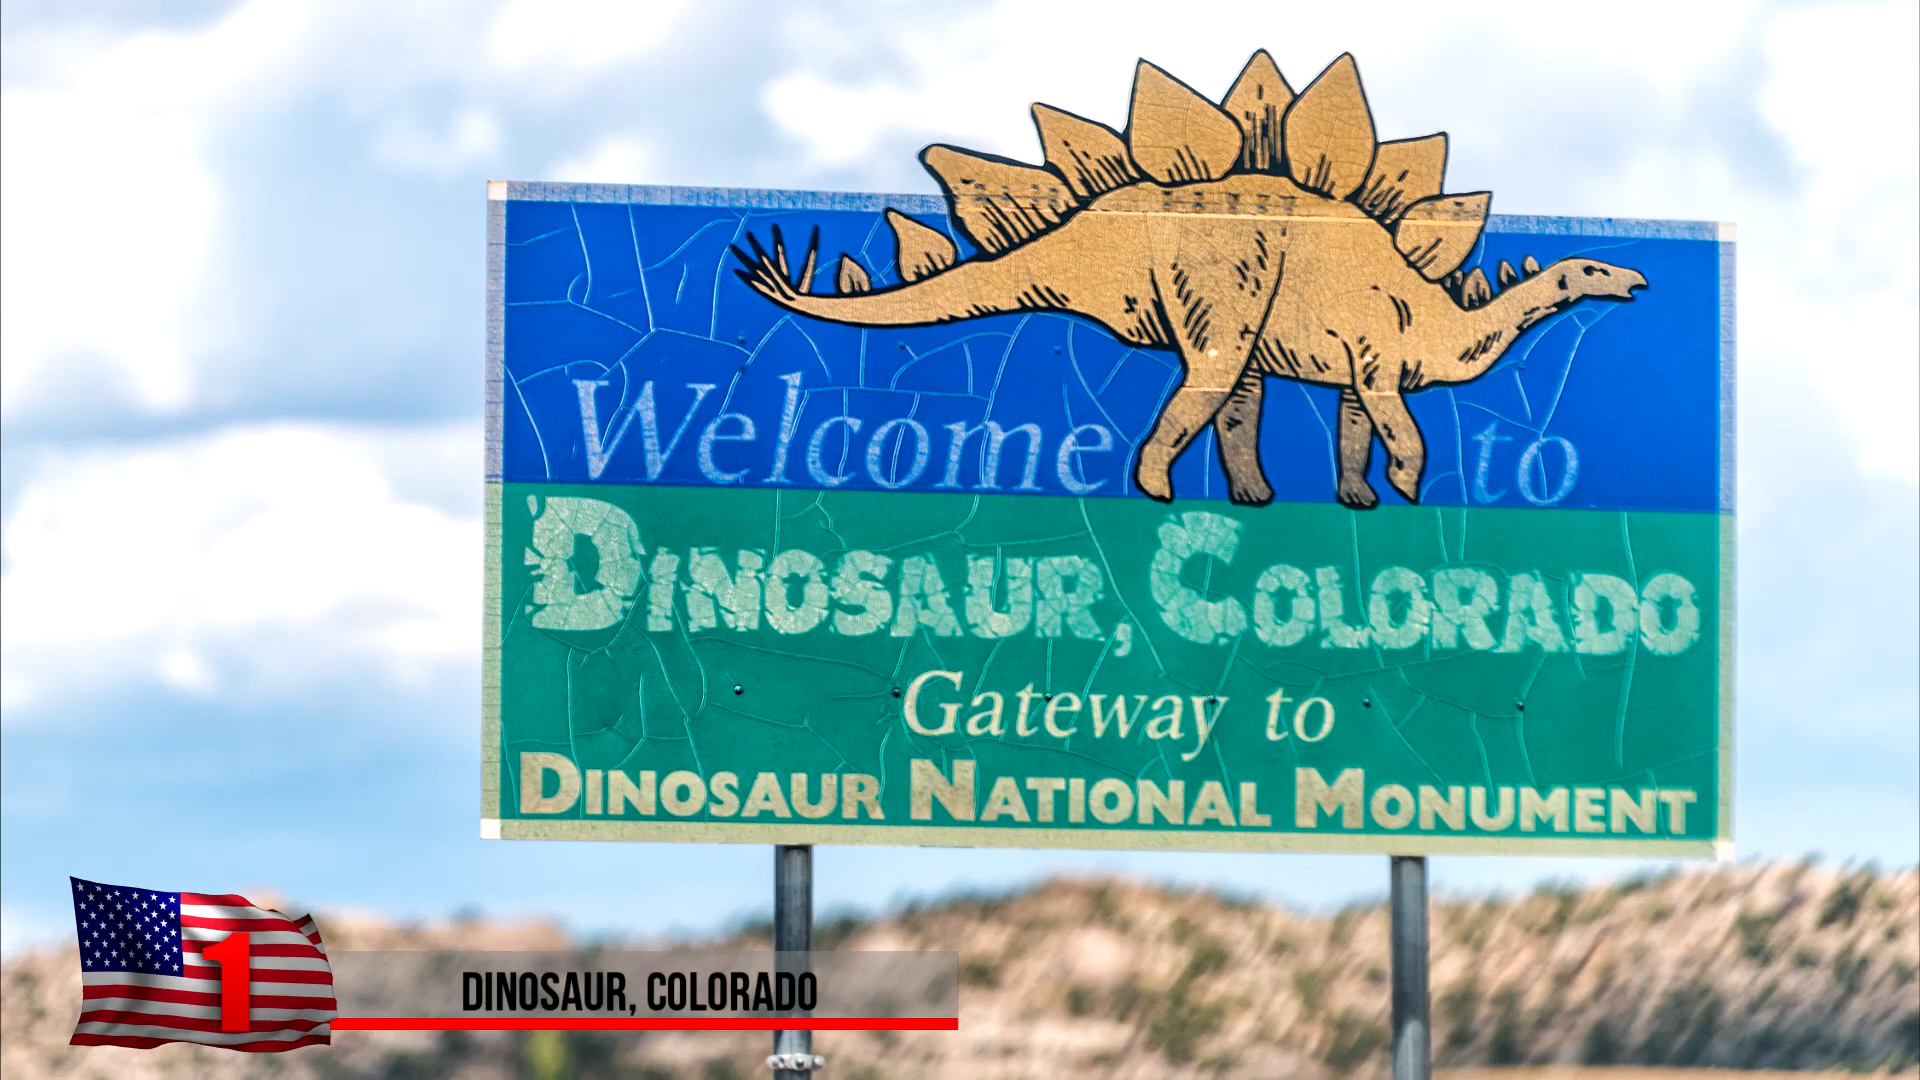 Welcome to
DINOSAUR, COLORADO
Gateway to
DINOSAUR NATIONAL MONUMENT
1
DINOSAUR, COLORADO